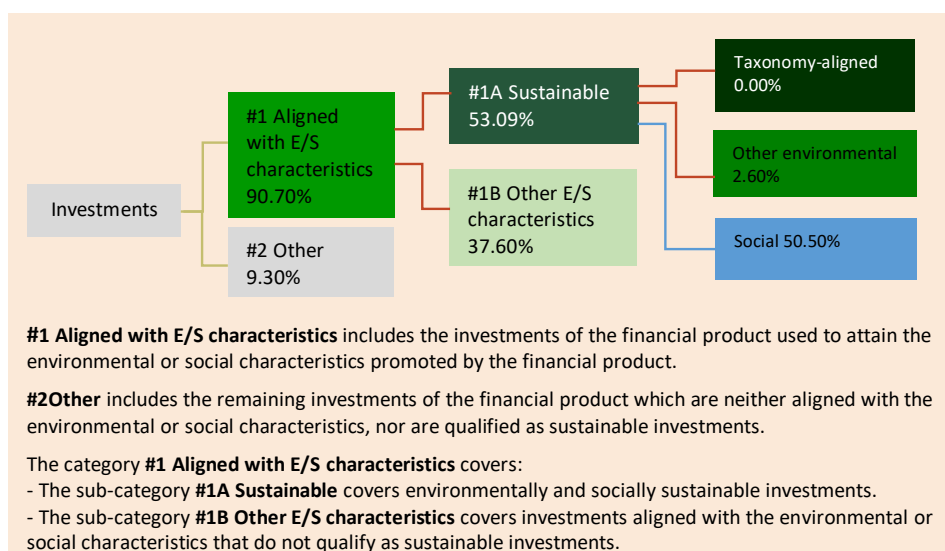 Investments
#1 Aligned
with E/S
characteristics
90.70%
#2 Other
9.30%
#1A Sustainable
53.09%
#1B Other E/S
characteristics
37.60%
Taxonomy-aligned
0.00%
Other environmental
2.60%
Social 50.50%
#1 Aligned with E/S characteristics includes the investments of the financial product used to attain the
environmental or social characteristics promoted by the financial product.
#2Other includes the remaining investments of the financial product which are neither aligned with the
environmental or social characteristics, nor are qualified as sustainable investments.
The category #1 Aligned with E/S characteristics covers:
- The sub-category #1A Sustainable covers environmentally and socially sustainable investments.
- The sub-category #1B Other E/S characteristics covers investments aligned with the environmental or
social characteristics that do not qualify as sustainable investments.